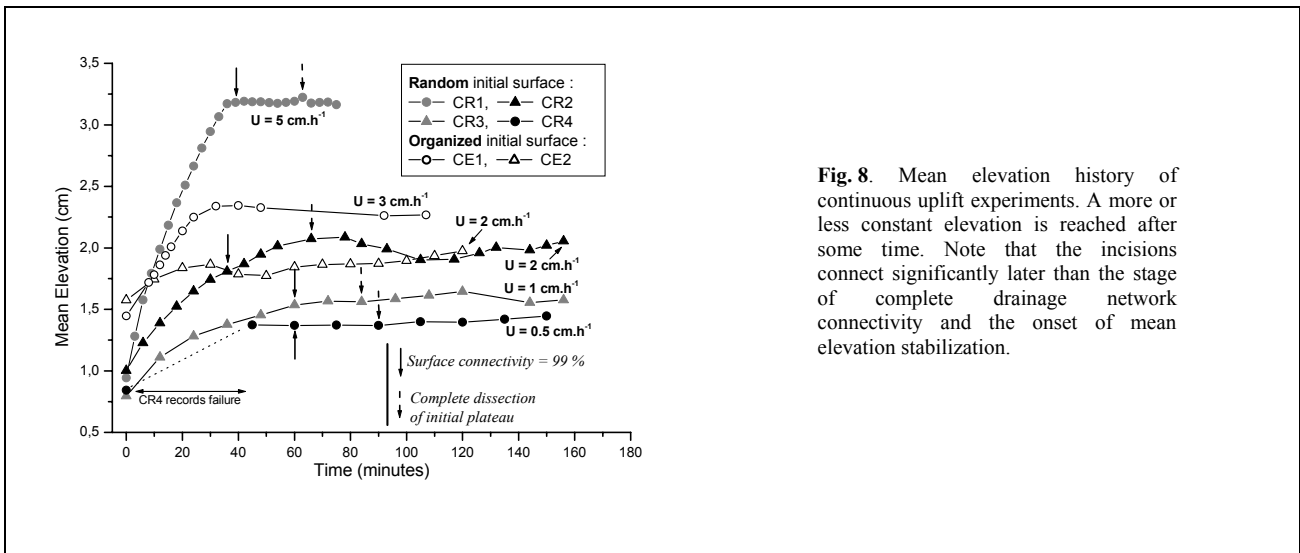 3,5
3,0
2,5
2,0
1,5
1,0
0,5
Mean Elevation (cm)
0 20 40 60 80 100 120 140 160 180
Time (minutes)
Random initial surface :
CR1, CR2
CR3, CR4
Organized initial surface :
CE1, CE2
U = 5 cm.h-1
U = 3 cm.h-1
U = 2 cm.h-1
U = 2 cm.h-1
U = 1 cm.h-1
U = 0.5 cm.h-1
CR4 records failure
Surface connectivity = 99 %
Complete dissection
of initial plateau
Fig. 8. Mean elevation history of
continuous uplift experiments. A more or
less constant elevation is reached after
some time. Note that the incisions
connect significantly later than the stage
of complete drainage network
connectivity and the onset of mean
elevation stabilization.